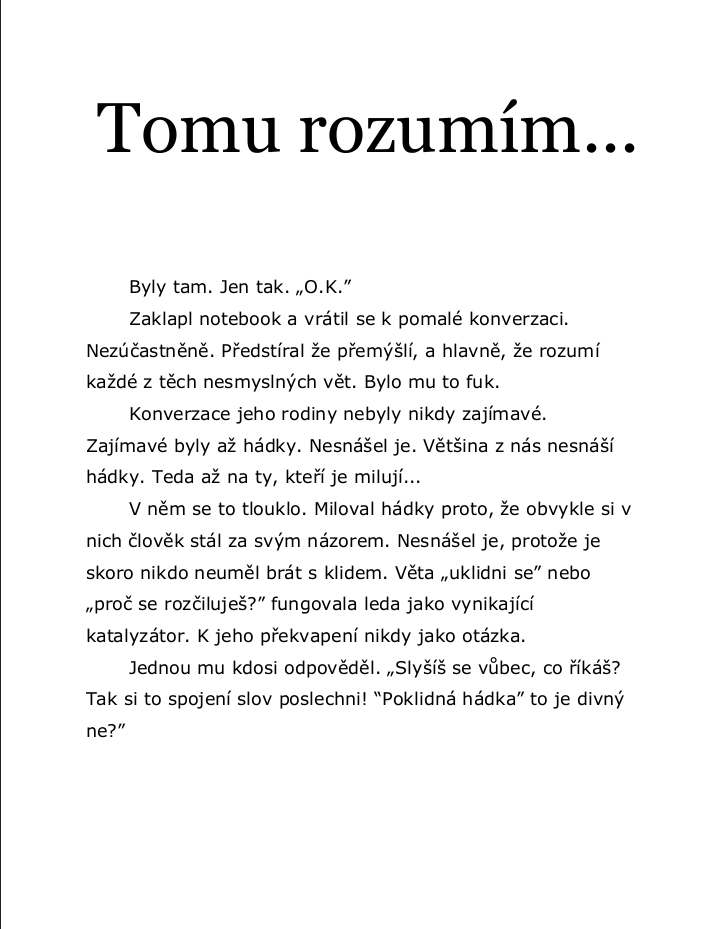 Tomu rozumím...
Byly tam. Jen tak. „O.K.”
Zaklapl notebook a vrátil se k pomalé konverzaci.
Nezúčastněně. Předstíral že přemýšlí, a hlavně, že rozumí
každé z těch nesmyslných vět. Bylo mu to fuk.
Konverzace jeho rodiny nebyly nikdy zajímavé.
Zajímavé byly až hádky. Nesnášel je. Většina z nás nesnáší
hádky. Teda až na ty, kteří je milují...
V něm se to tlouklo. Miloval hádky proto, že obvykle si v
nich člověk stál za svým názorem. Nesnášel je, protože je
skoro nikdo neuměl brát s klidem. Věta „uklidni se” nebo
„proč se rozčiluješ?” fungovala leda jako vynikající
katalyzátor. K jeho překvapení nikdy jako otázka.
Jednou mu kdosi odpověděl. „Slyšíš se vůbec, co říkáš?
Tak si to spojení slov poslechni! “Poklidná hádka” to je divný
ne?”